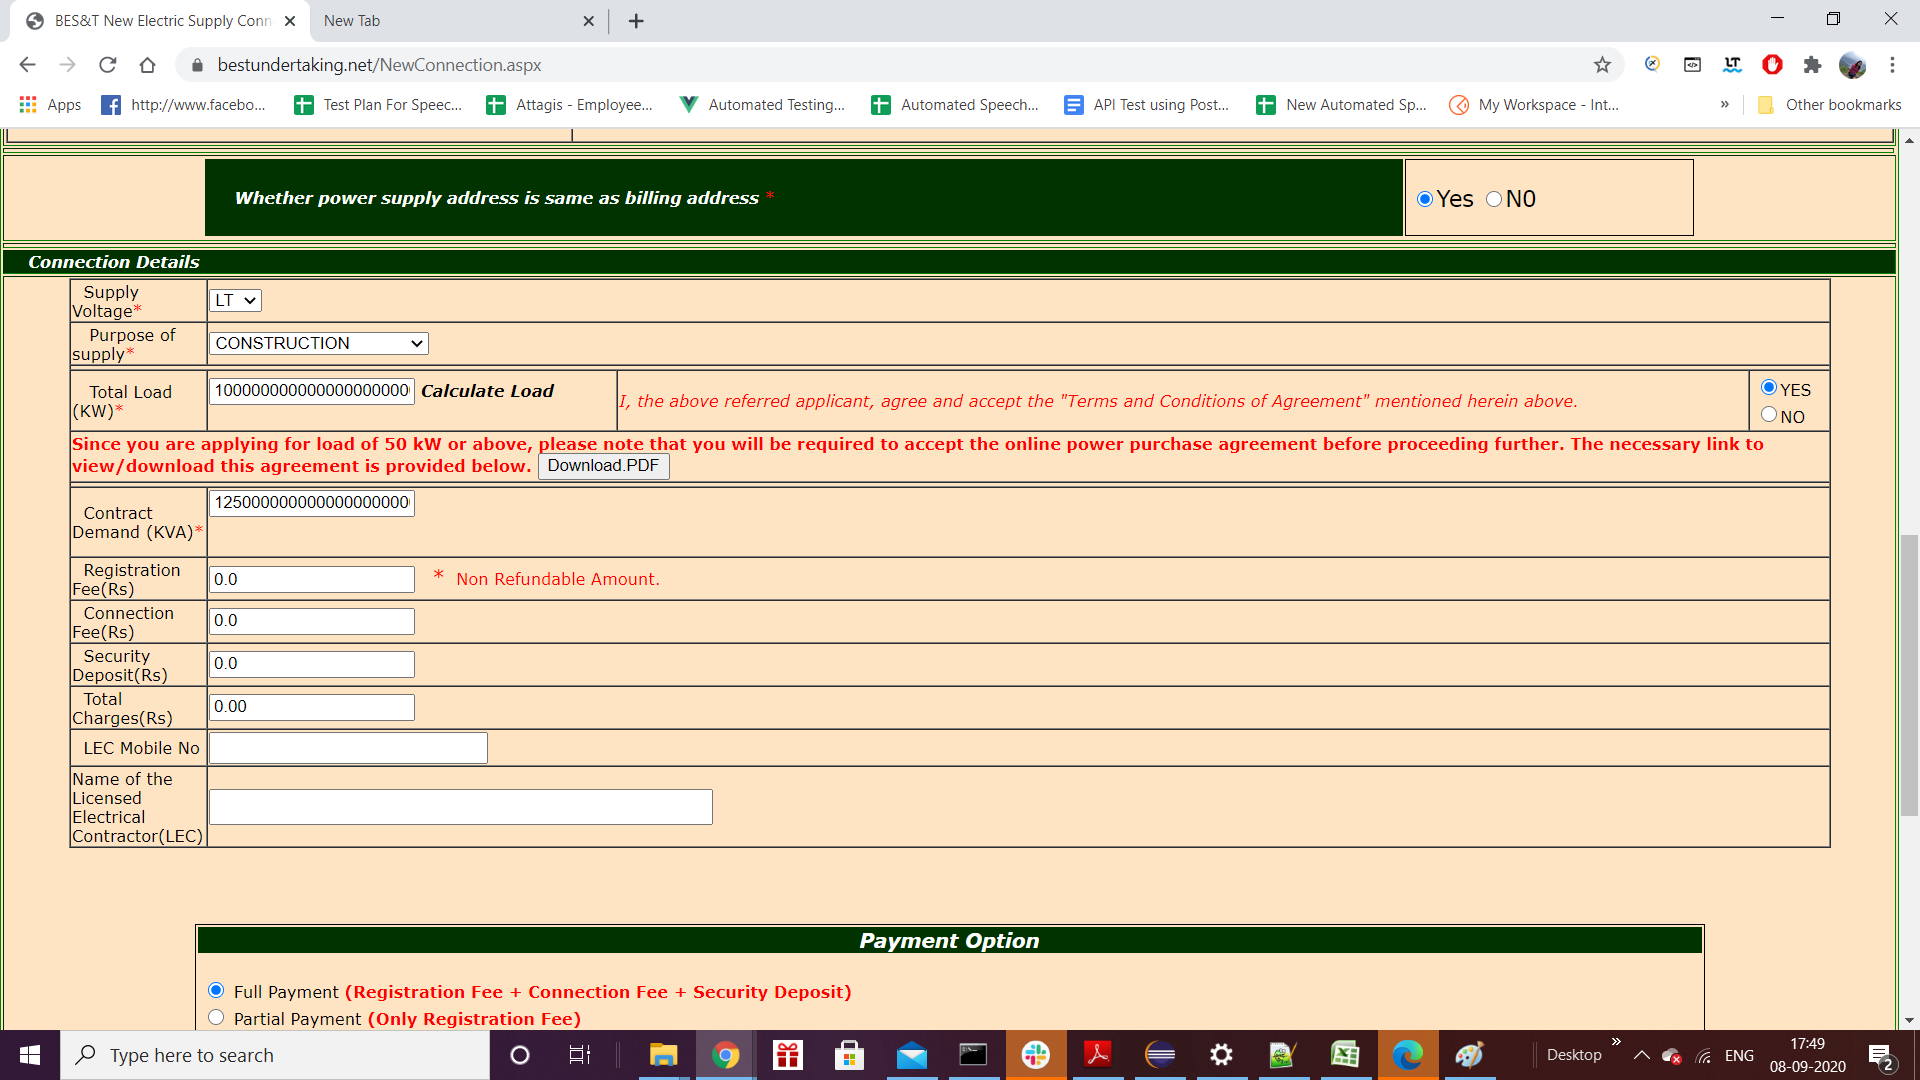 BES&T New Electric Supply Conn
New Tab
bestundertaking.net/NewConnection.aspx
Apps
http://www.facebo...
Test Plan For Speec...
Attagis - Employee...
Automated Testing...
Automated Speech...
API Test using Post...
New Automated Sp...
My Workspace - Int...
»
Other bookmarks
Whether power supply address is same as billing address *
Yes N0
Connection Details
Supply Voltage*
LT
Purpose of supply*
CONSTRUCTION
Total Load (KW)*
Calculate Load
I, the above referred applicant, agree and accept the "Terms and Conditions of Agreement" mentioned herein above.
YES
NO
Since you are applying for load of 50 kW or above, please note that you will be required to accept the online power purchase agreement before proceeding further. The necessary link to
view/download this agreement is provided below. Download.PDF
Contract Demand (KVA)*
Registration Fee(Rs)
0.0
* Non Refundable Amount.
Connection Fee(Rs)
0.0
Security Deposit(Rs)
0.0
Total Charges(Rs)
0.00
LEC Mobile No
Name of the
Licensed
Electrical
Contractor(LEC)
Payment Option
Full Payment (Registration Fee + Connection Fee + Security Deposit)
Partial Payment (Only Registration Fee)
Type here to search
Desktop
»
ENG
17:49
08-09-2020
2